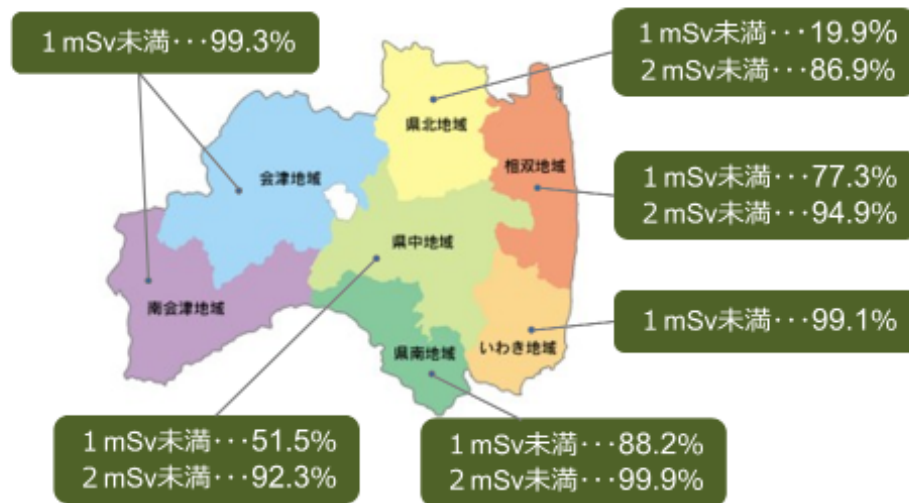 1 mSv未満･･･99.3%
1 mSv未満･･･19.9%
2 mSv未満･･･86.9%
県北地域
相双地域
会津地域
1 mSv未満･･･77.3%
2 mSv未満･･･94.9%
県中地域
南会津地域
1 mSv未満･･･99.1%
いわき地域
県南地域
1 mSv未満･･･51.5%
2 mSv未満･･･92.3%
1 mSv未満･･･88.2%
2 mSv未満･･･99.9%